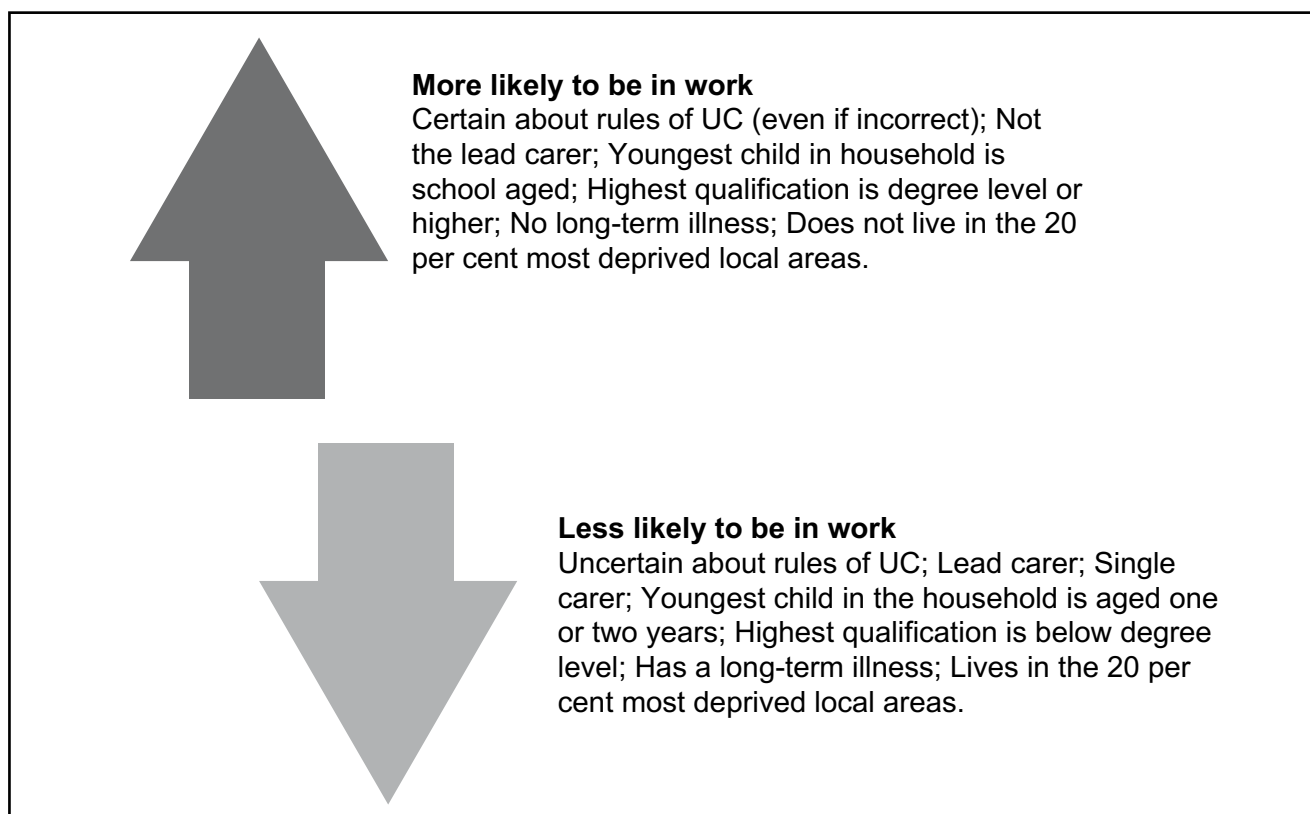 More likely to be in work
Certain about rules of UC (even if incorrect); Not
the lead carer; Youngest child in household is
school aged; Highest qualification is degree level or
higher; No long-term illness; Does not live in the 20
per cent most deprived local areas.
Less likely to be in work
Uncertain about rules of UC; Lead carer; Single
carer; Youngest child in the household is aged one
or two years; Highest qualification is below degree
level; Has a long-term illness; Lives in the 20 per
cent most deprived local areas.